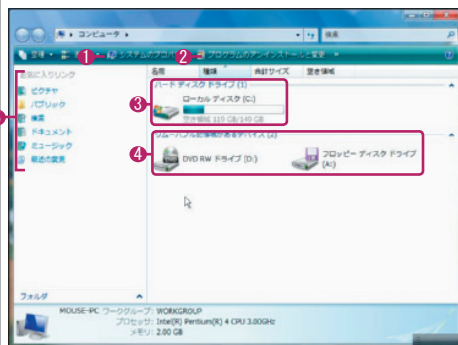 コンピュータ
検索
整理
❶
システムのプロパティ
❷
プログラムのアンインストールと変更
お気に入りリンク
ピクチャ
パブリック
検索
ドキュメント
ミュージック
最近の変更
名前 種類 合計サイズ 空き領域
ハード ディスク ドライブ (1)
❸
ローカル ディスク (C:)
空き領域 119 GB/149 GB
リムーバブル記憶域があるデバイス (2)
❹
DVD RW ドライブ (D:)
フロッピー ディスク ドライブ
(A:)
フォルダ
MOUSE-PC ワークグループ: WORKGROUP
プロセッサ: Intel(R) Pentium(R) 4 CPU 3.00GHz
メモリ: 2.00 GB